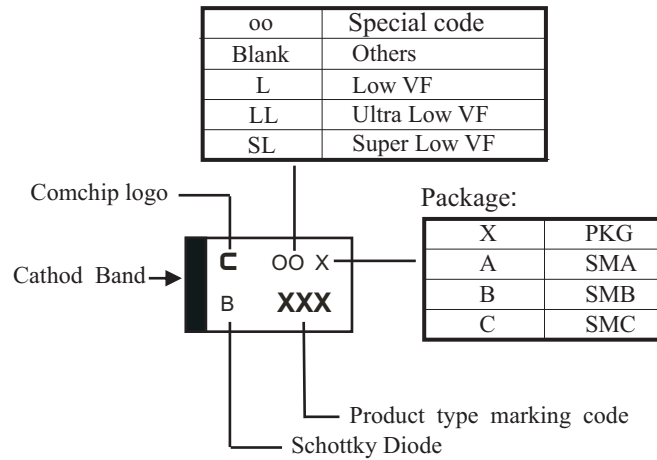 oo Special code
Blank Others
L Low VF
LL Ultra Low VF
SL Super Low VF
Comchip logo
Package:
X PKG
A SMA
B SMB
C SMC
Cathod Band
C OO X
B XXX
Product type marking code
Schottky Diode